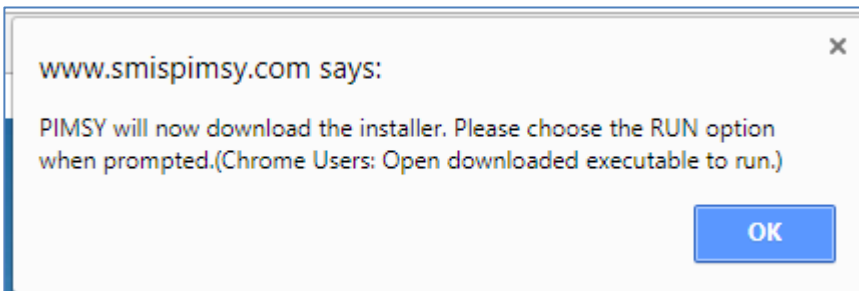 www.smispimsy.com says:
PIMSY will now download the installer. Please choose the RUN option
when prompted.(Chrome Users: Open downloaded executable to run.)
OK